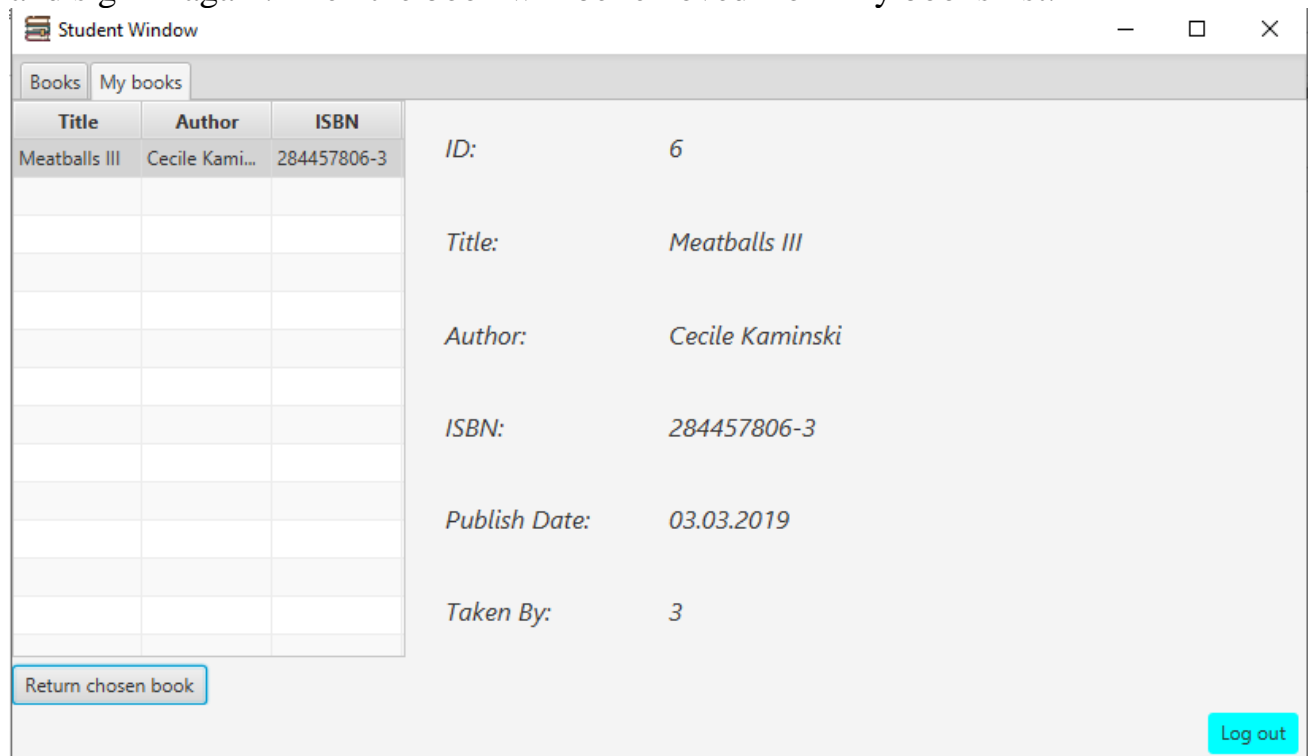 Student Window
Books My books
Title Author ISBN
Meatballs III Cecile Kami... 284457806-3
ID: 6
Title: Meatballs III
Author: Cecile Kaminski
ISBN: 284457806-3
Publish Date: 03.03.2019
Taken By: 3
Return chosen book
Log out